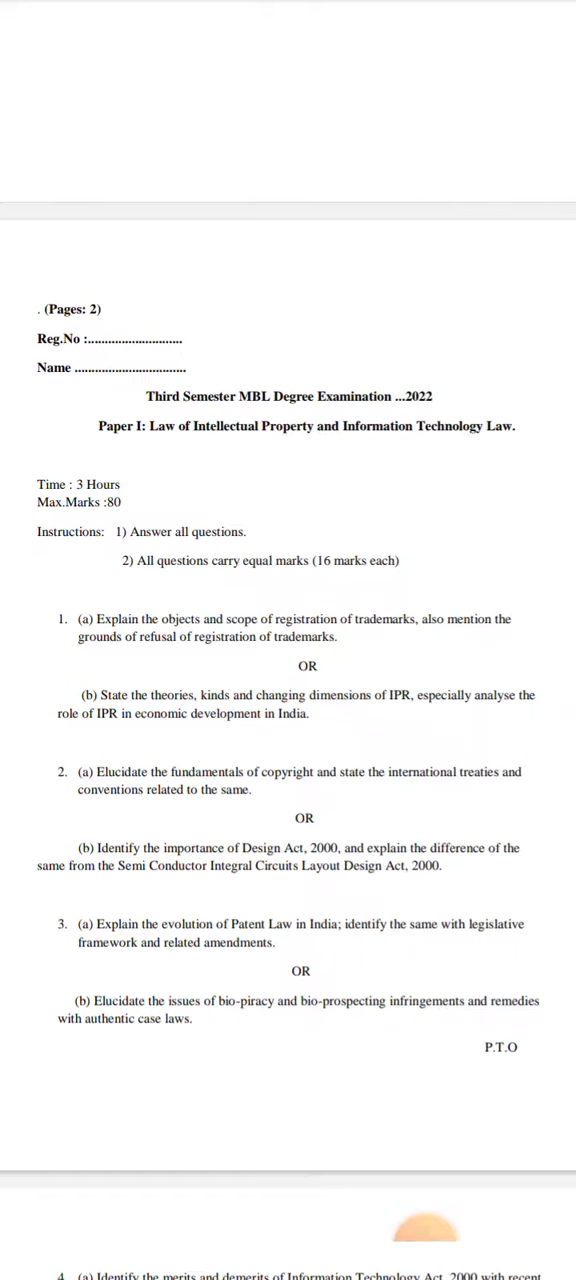 . (Pages: 2)
Reg.No :............................
Name .................................
Third Semester MBL Degree Examination ...2022
Paper I: Law of Intellectual Property and Information Technology Law.
Time : 3 Hours
Max.Marks :80
Instructions: 1) Answer all questions.
2) All questions carry equal marks (16 marks each)
1. (a) Explain the objects and scope of registration of trademarks, also mention the
grounds of refusal of registration of trademarks.
OR
(b) State the theories, kinds and changing dimensions of IPR, especially analyse the
role of IPR in economic development in India.
2. (a) Elucidate the fundamentals of copyright and state the international treaties and
conventions related to the same.
OR
(b) Identify the importance of Design Act, 2000, and explain the difference of the
same from the Semi Conductor Integral Circuits Layout Design Act, 2000.
3. (a) Explain the evolution of Patent Law in India; identify the same with legislative
framework and related amendments.
OR
(b) Elucidate the issues of bio-piracy and bio-prospecting infringements and remedies
with authentic case laws.
P.T.O
4. (a) Identify the merits and demerits of Information Technology Act, 2000 with recent